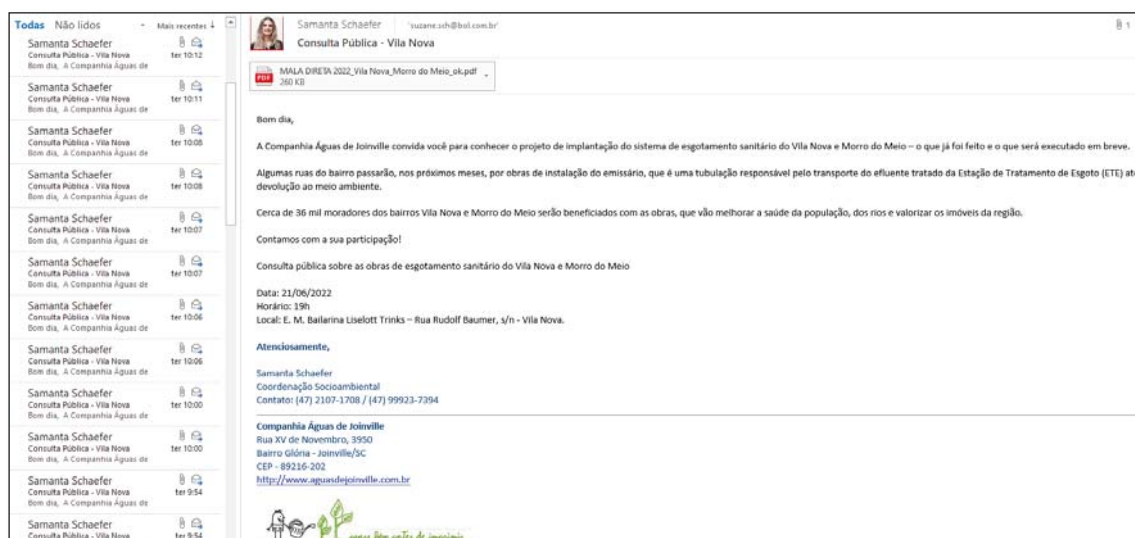 Todas Não lidos Mais recentes ↓
Samanta Schaefer
Consulta Pública - Vila Nova ter 10:12
Bom dia, A Companhia Águas de
Samanta Schaefer
Consulta Pública - Vila Nova ter 10:11
Bom dia, A Companhia Águas de
Samanta Schaefer
Consulta Pública - Vila Nova ter 10:08
Bom dia, A Companhia Águas de
Samanta Schaefer
Consulta Pública - Vila Nova ter 10:08
Bom dia, A Companhia Águas de
Samanta Schaefer
Consulta Pública - Vila Nova ter 10:07
Bom dia, A Companhia Águas de
Samanta Schaefer
Consulta Pública - Vila Nova ter 10:07
Bom dia, A Companhia Águas de
Samanta Schaefer
Consulta Pública - Vila Nova ter 10:06
Bom dia, A Companhia Águas de
Samanta Schaefer
Consulta Pública - Vila Nova ter 10:06
Bom dia, A Companhia Águas de
Samanta Schaefer
Consulta Pública - Vila Nova ter 10:00
Bom dia, A Companhia Águas de
Samanta Schaefer
Consulta Pública - Vila Nova ter 10:00
Bom dia, A Companhia Águas de
Samanta Schaefer
Consulta Pública - Vila Nova ter 9:54
Bom dia, A Companhia Águas de
Samanta Schaefer
Consulta Pública - Vila Nova ter 9:54
Samanta Schaefer 'suzane.sch@bol.com.br' 1
Consulta Pública - Vila Nova
PDF MALA DIRETA 2022_Vila Nova_Morro do Meio_ok.pdf
260 KB
Bom dia,
A Companhia Águas de Joinville convida você para conhecer o projeto de implantação do sistema de esgotamento sanitário do Vila Nova e Morro do Meio – o que já foi feito e o que será executado em breve.
Algumas ruas do bairro passarão, nos próximos meses, por obras de instalação do emissário, que é uma tubulação responsável pelo transporte do efluente tratado da Estação de Tratamento de Esgoto (ETE) até
devolução ao meio ambiente.
Cerca de 36 mil moradores dos bairros Vila Nova e Morro do Meio serão beneficiados com as obras, que vão melhorar a saúde da população, dos rios e valorizar os imóveis da região.
Contamos com a sua participação!
Consulta pública sobre as obras de esgotamento sanitário do Vila Nova e Morro do Meio
Data: 21/06/2022
Horário: 19h
Local: E. M. Bailarina Liselott Trinks – Rua Rudolf Baumer, s/n - Vila Nova.
Atenciosamente,
Samanta Schaefer
Coordenação Socioambiental
Contato: (47) 2107-1708 / (47) 99923-7394
Companhia Águas de Joinville
Rua XV de Novembro, 3950
Bairro Glória - Joinville/SC
CEP - 89216-202
http://www.aguasdejoinville.com.br
bem antes de imprimir